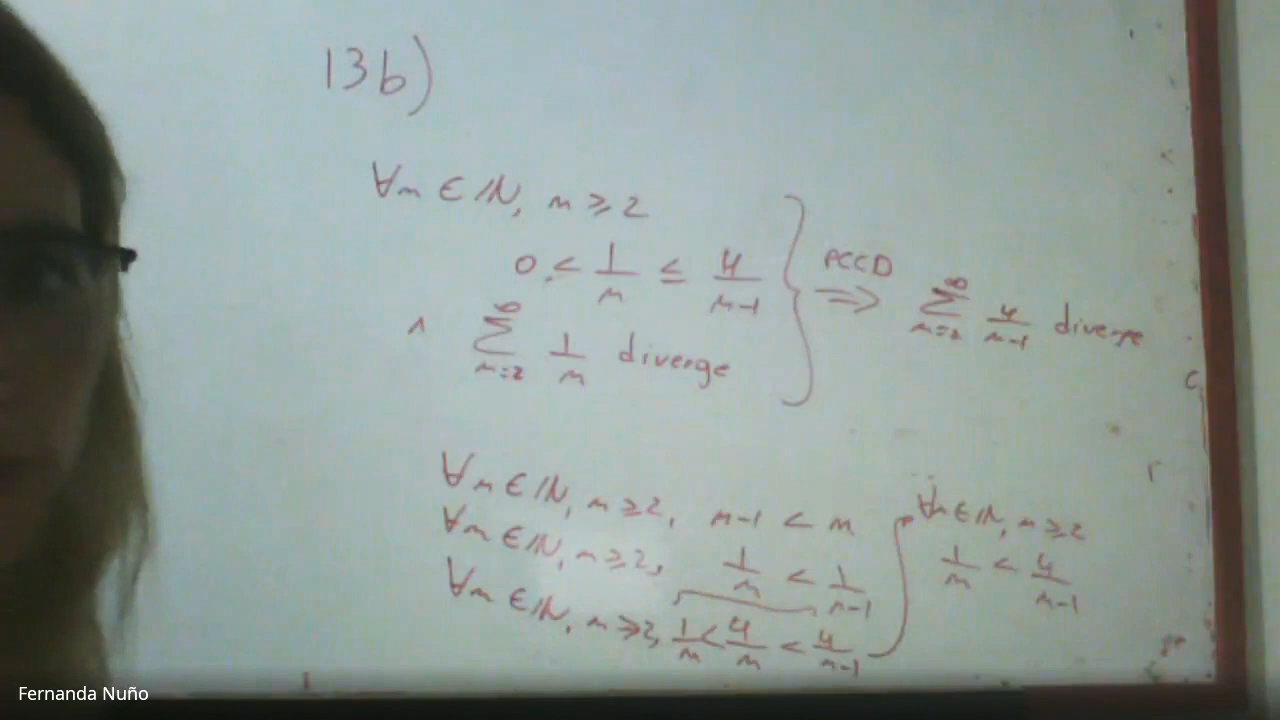 13b)
∀n ∈ ℕ, n ≥ 2
0 < 1/n ≤ 4/(n-1)
∧ ∑_{n=2}^{∞} 1/n diverge
} PCCD ⟹ ∑_{n=2}^{∞} 4/(n-1) diverge
∀n ∈ ℕ, n ≥ 2, n-1 < n
∀n ∈ ℕ, n ≥ 2, 1/n < 1/(n-1)
∀n ∈ ℕ, n ≥ 2, 1/n < 4/n < 4/(n-1)
∀n ∈ ℕ, n ≥ 2
1/n < 4/(n-1)
Fernanda Nuño